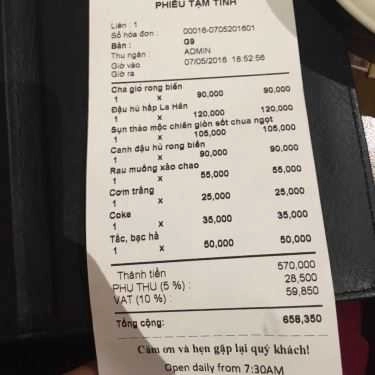 PHIẾU TẠM TÍNH
Liên : 1
Số hóa đơn : 00016-0705201601
Bàn : G9
Thu ngân : ADMIN
Giờ vào 07/05/2016 18:52:56
Giờ ra
Chả giò rong biển
1 x 90,000 90,000
Đậu hủ hấp La Hán
1 x 120,000 120,000
Sụn thảo mộc chiên giòn sốt chua ngọt
1 x 105,000 105,000
Canh đậu hủ rong biển
1 x 90,000 90,000
Rau muống xào chao
1 x 55,000 55,000
Cơm trắng
1 x 25,000 25,000
Coke
1 x 35,000 35,000
Tắc, bạc hà
1 x 50,000 50,000
Thành tiền 570,000
PHỤ THU (5 %) : 28,500
VAT (10 %) : 59,850
Tổng cộng: 658,350
Cảm ơn và hẹn gặp lại quý khách!
Open daily from 7:30AM